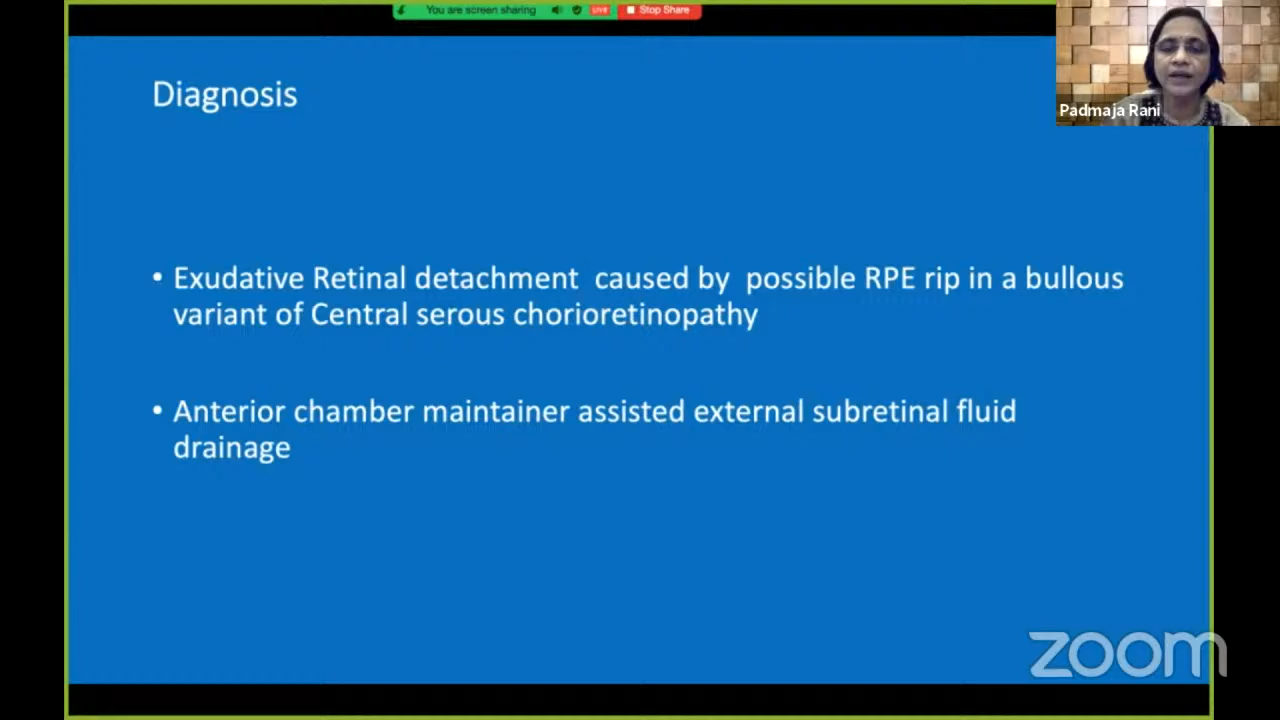 You are screen sharing LIVE Stop Share
Padmaja Rani
Diagnosis
• Exudative Retinal detachment caused by possible RPE rip in a bullous
variant of Central serous chorioretinopathy
• Anterior chamber maintainer assisted external subretinal fluid
drainage
zoom